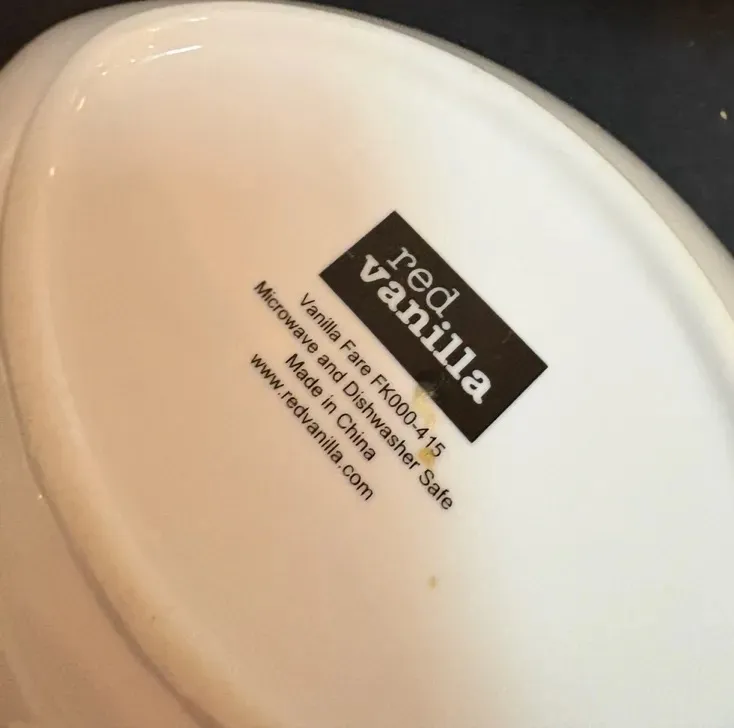 red
vanilla
Vanilla Fare FK000-415
Microwave and Dishwasher Safe
Made in China
www.redvanilla.com